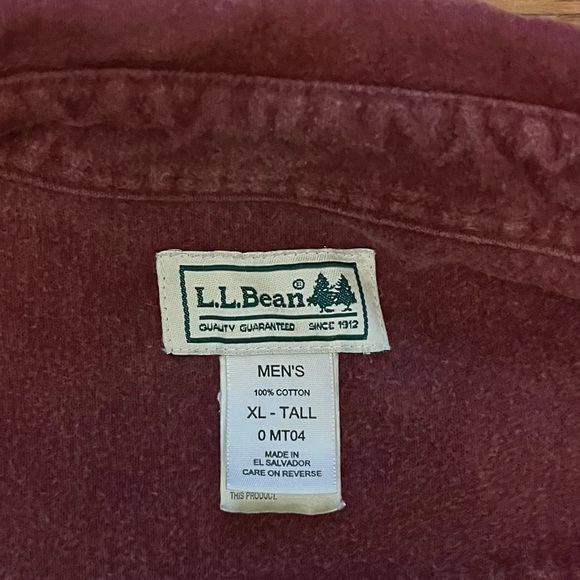 L.L.Bean®
QUALITY GUARANTEED SINCE 1912
MEN'S
100% COTTON
XL - TALL
0 MT04
MADE IN
EL SALVADOR
CARE ON REVERSE
THIS PRODUCT